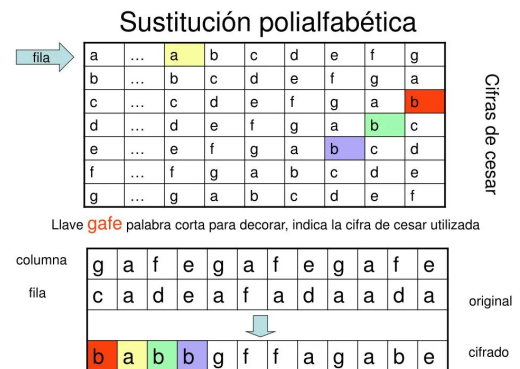 Sustitución polialfabética
fila
a … a b c d e f g
b … b c d e f g a
c … c d e f g a b
d … d e f g a b c
e … e f g a b c d
f … f g a b c d e
g … g a b c d e f
Cifras de cesar
Llave gafe palabra corta para decorar, indica la cifra de cesar utilizada
columna g a f e g a f e g a f e
fila c a d e a f a d a a d a original
b a b b g f f a g a b e cifrado